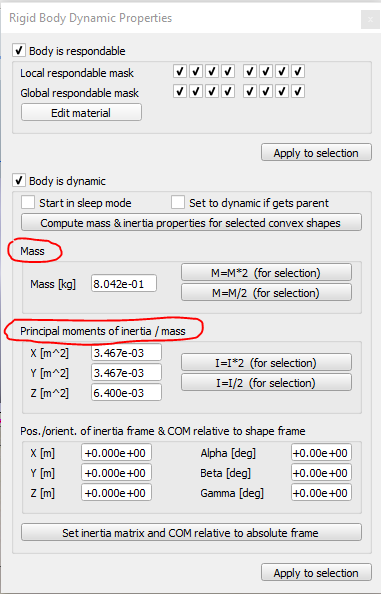 Rigid Body Dynamic Properties
x
Body is respondable
Local respondable mask
Global respondable mask
Edit material
Apply to selection
Body is dynamic
Start in sleep mode Set to dynamic if gets parent
Compute mass & inertia properties for selected convex shapes
Mass
M=M*2 (for selection)
Mass [kg] 8.042e-01
M=M/2 (for selection)
Principal moments of inertia / mass
X [m^2] 3.467e-03
I=I*2 (for selection)
Y [m^2] 3.467e-03
I=I/2 (for selection)
Z [m^2] 6.400e-03
Pos./orient. of inertia frame & COM relative to shape frame
X [m] +0.000e+00 Alpha [deg] +0.00e+00
Y [m] +0.000e+00 Beta [deg] +0.00e+00
Z [m] +0.000e+00 Gamma [deg] +0.00e+00
Set inertia matrix and COM relative to absolute frame
Apply to selection